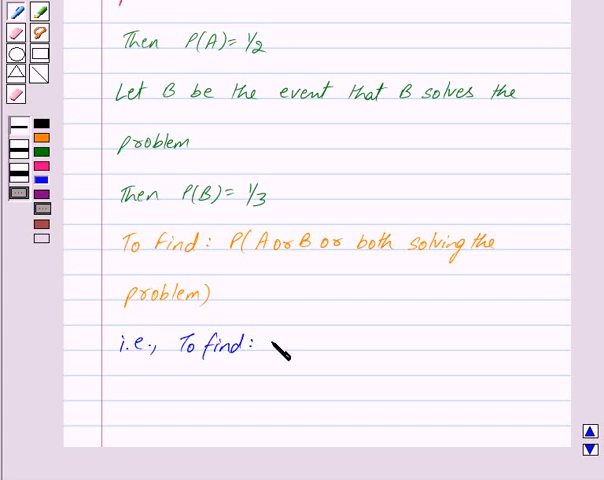 Then P(A)= 1/2
Let B be the event that B solves the
problem
Then P(B)= 1/3
To find: P( A or B or both solving the
problem)
i.e., To find: